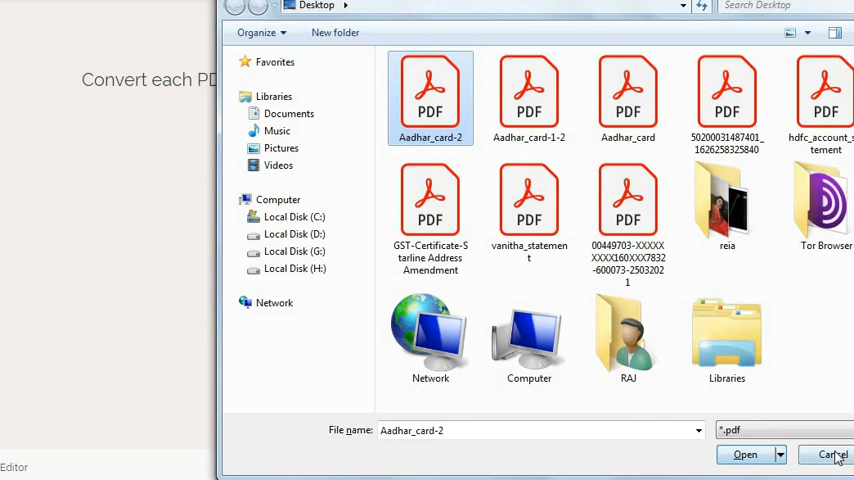 Desktop
Search Desktop
Organize
New folder
Convert each PD
Favorites
Libraries
Documents
Music
Pictures
Videos
Computer
Local Disk (C:)
Local Disk (D:)
Local Disk (G:)
Local Disk (H:)
Network
PDF
PDF
PDF
PDF
PDF
Aadhar_card-2
Aadhar_card-1-2
Aadhar_card
50200031487401_
1626258325840
hdfc_account_s
tement
PDF
PDF
PDF
GST-Certificate-S
tarline Address
Amendment
vanitha_statemen
t
00449703-XXXXX
XXXX160XXX7832
-600073-2503202
1
reia
Tor Browser
Network
Computer
RAJ
Libraries
File name:
Aadhar_card-2
*.pdf
Open
Cancel
Editor